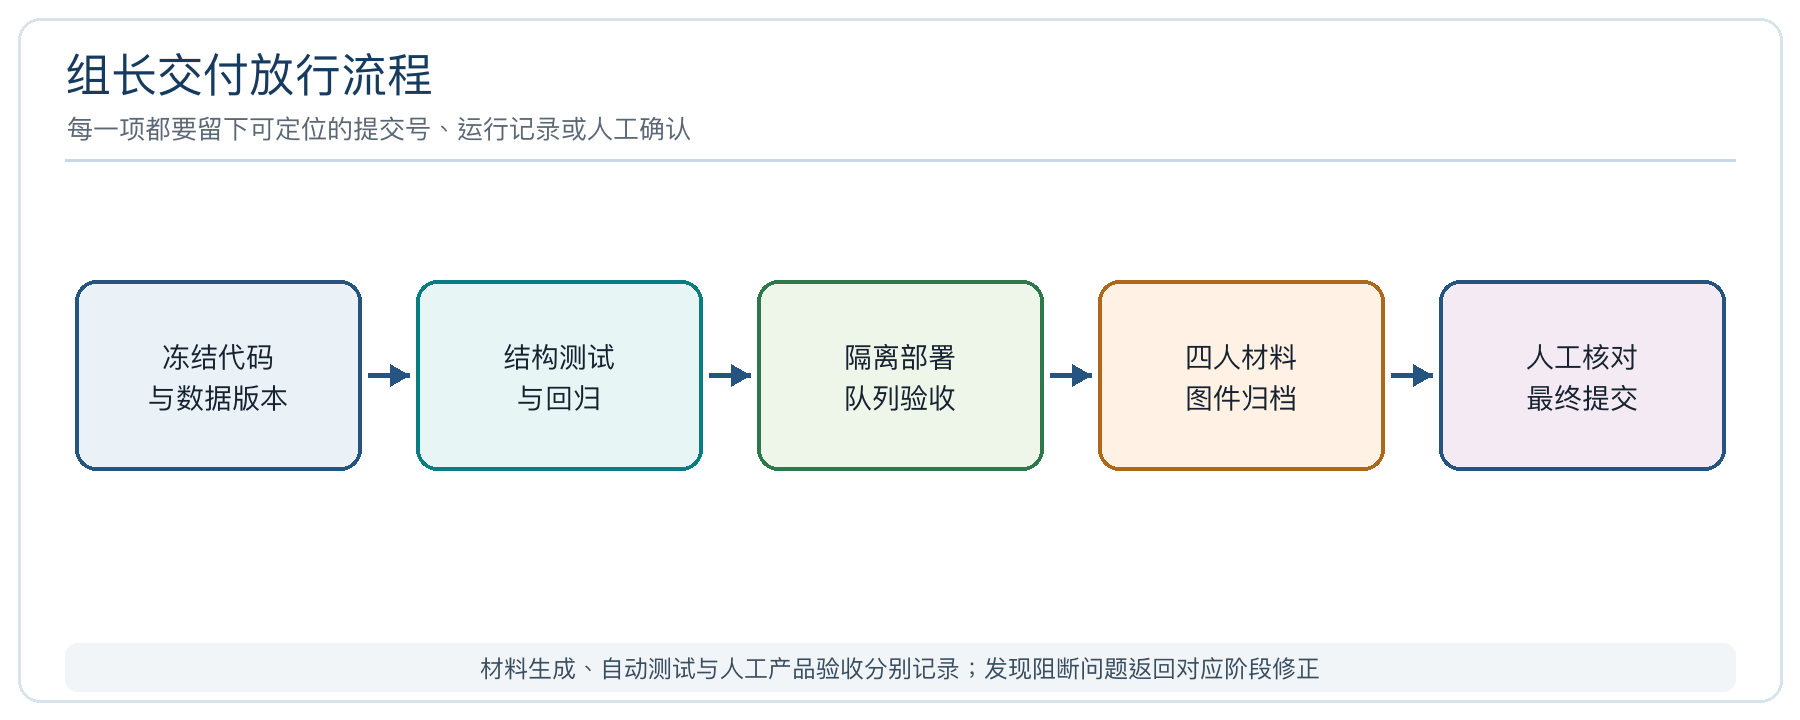 组长交付放行流程
每一项都要留下可定位的提交号、运行记录或人工确认
冻结代码
与数据版本
结构测试
与回归
隔离部署
队列验收
四人材料
图件归档
人工核对
最终提交
材料生成、自动测试与人工产品验收分别记录；发现阻断问题返回对应阶段修正